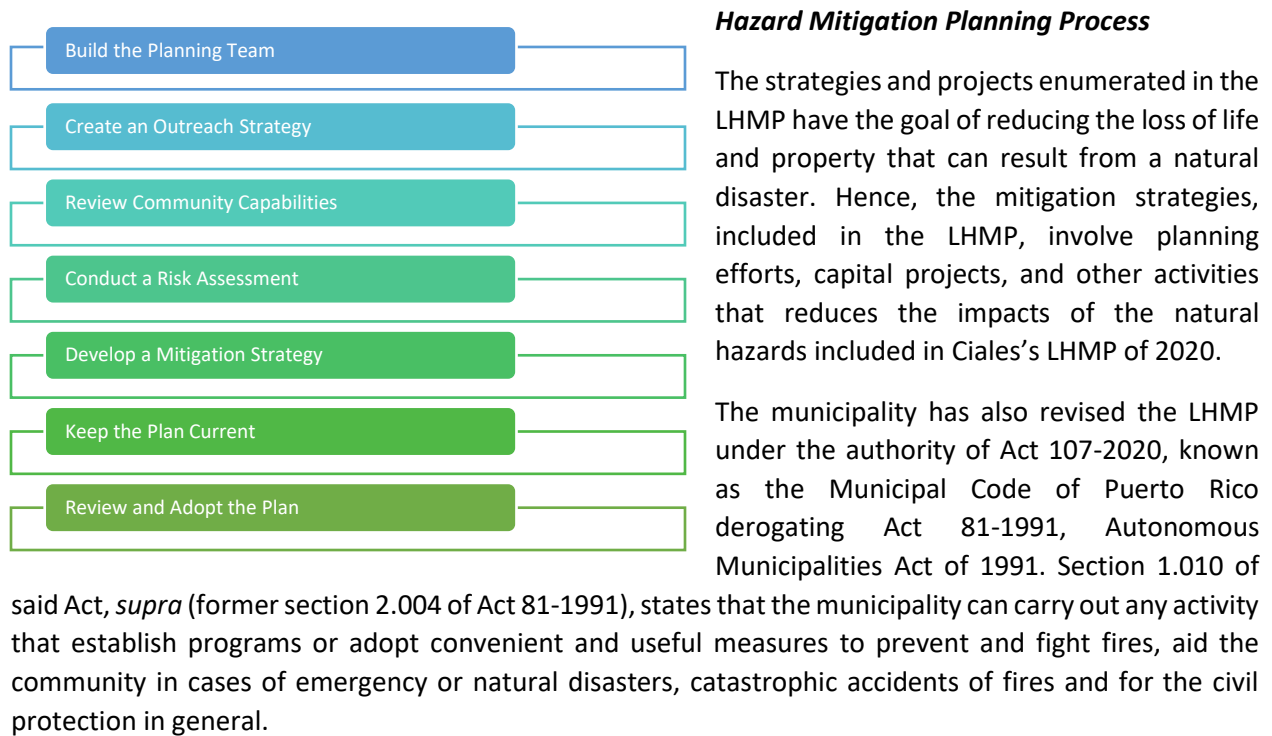 Build the Planning Team
Create an Outreach Strategy
Review Community Capabilities
Conduct a Risk Assessment
Develop a Mitigation Strategy
Keep the Plan Current
Review and Adopt the Plan
Hazard Mitigation Planning Process
The strategies and projects enumerated in the
LHMP have the goal of reducing the loss of life
and property that can result from a natural
disaster. Hence, the mitigation strategies,
included in the LHMP, involve planning
efforts, capital projects, and other activities
that reduces the impacts of the natural
hazards included in Ciales’s LHMP of 2020.
The municipality has also revised the LHMP
under the authority of Act 107-2020, known
as the Municipal Code of Puerto Rico
derogating Act 81-1991, Autonomous
Municipalities Act of 1991. Section 1.010 of
said Act, supra (former section 2.004 of Act 81-1991), states that the municipality can carry out any activity
that establish programs or adopt convenient and useful measures to prevent and fight fires, aid the
community in cases of emergency or natural disasters, catastrophic accidents of fires and for the civil
protection in general.